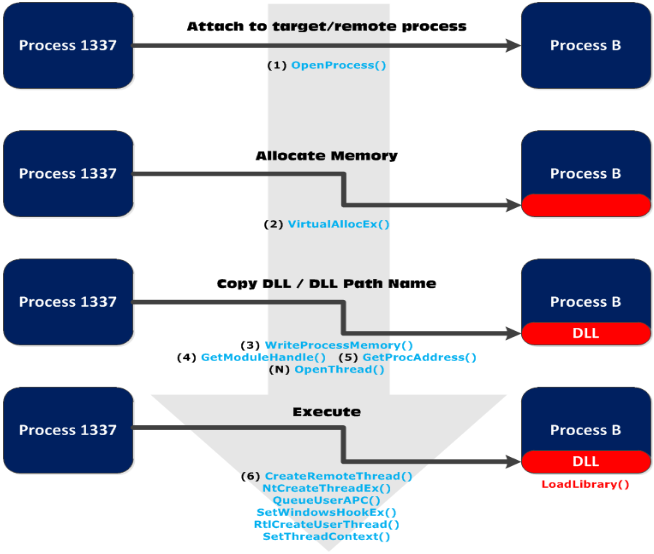 Attach to target/remote process
Process 1337
Process B
(1) OpenProcess()
Allocate Memory
Process 1337
Process B
(2) VirtualAllocEx()
Copy DLL / DLL Path Name
Process 1337
Process B
DLL
(3) WriteProcessMemory()
(4) GetModuleHandle() (5) GetProcAddress()
(N) OpenThread()
Execute
Process 1337
Process B
DLL
LoadLibrary()
(6) CreateRemoteThread()
NtCreateThreadEx()
QueueUserAPC()
SetWindowsHookEx()
RtlCreateUserThread()
SetThreadContext()